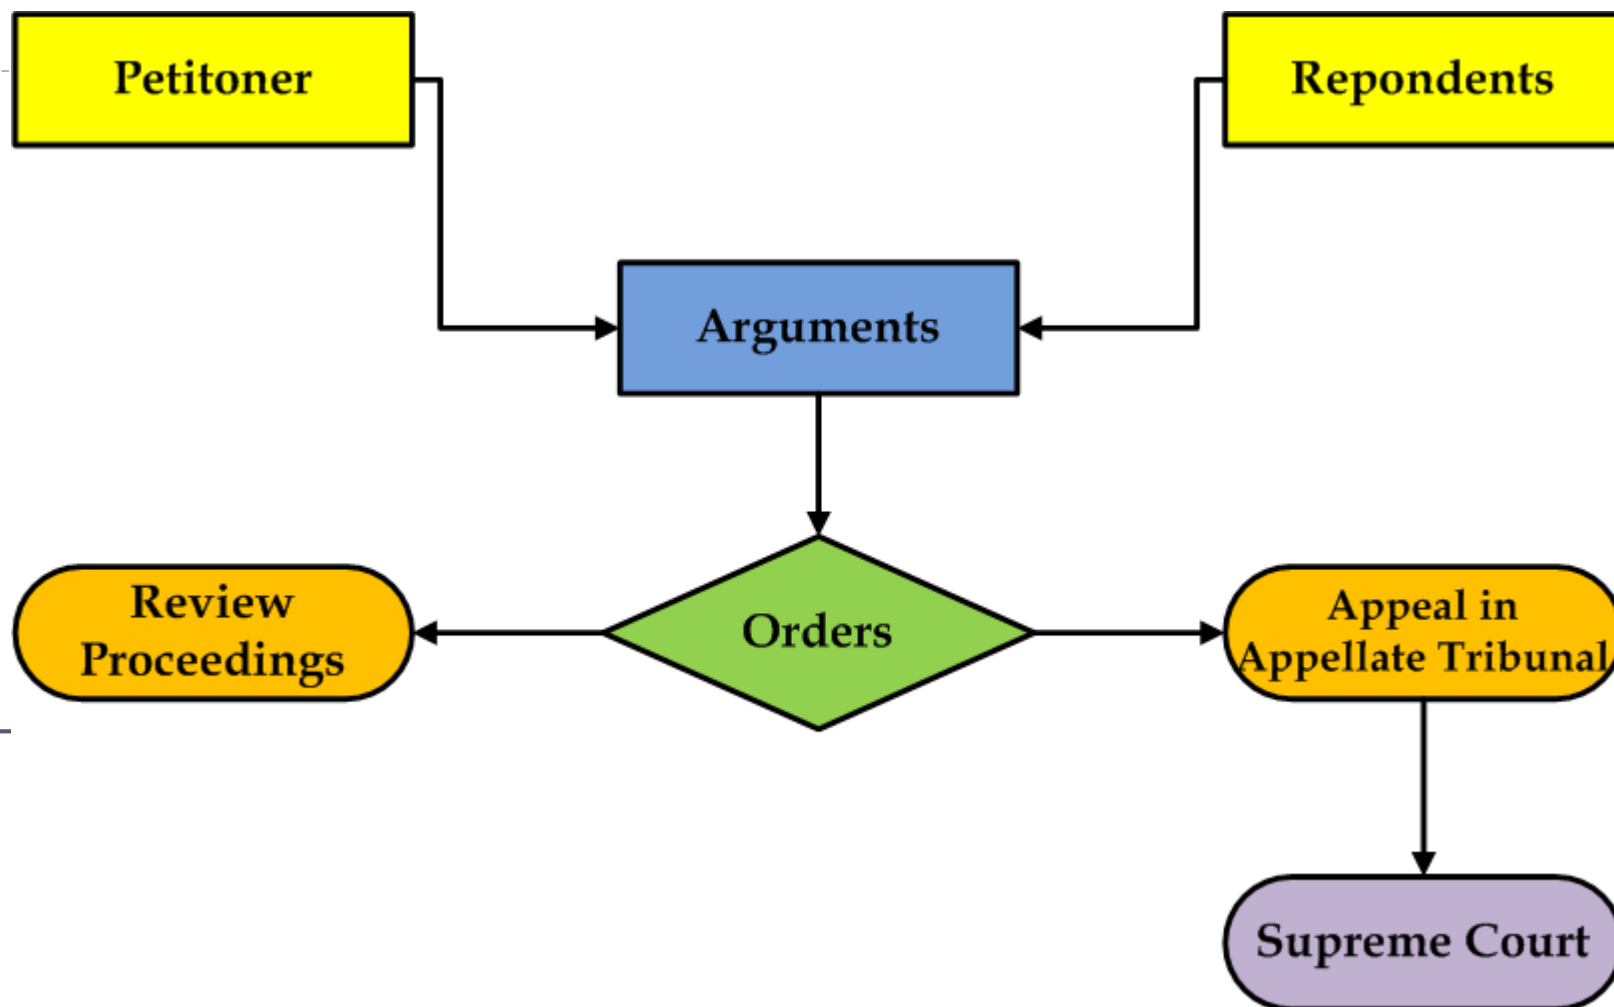 Petitoner
Repondents
Arguments
Review
Proceedings
Orders
Appeal in
Appellate Tribunal
Supreme Court